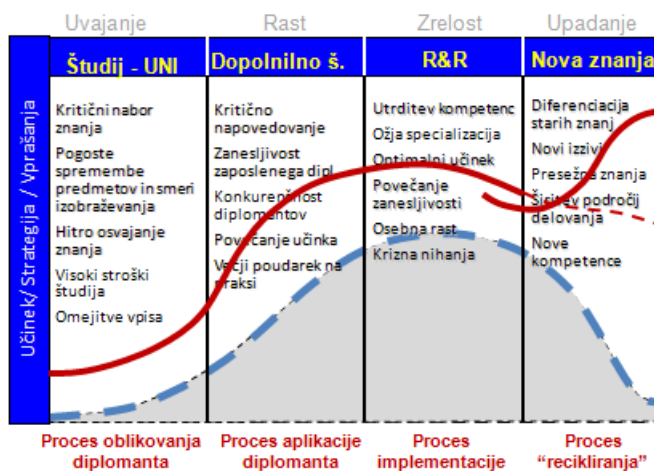 Uvajanje
Rast
Zrelost
Upadanje
Študij - UNI
Dopolnilno š.
R&R
Nova znanja
Učinek/ Strategija / Vprašanja
Kritični nabor
znanja
Pogoste
spremembe
predmetov in smeri
izobraževanja
Hitro osvajanje
znanja
Visoki stroški
študija
Omejitve vpisa
Kritično
napovedovanje
Zanesljivost
zaposlenega dipl.
Konkurenčnost
diplomentov
Povečanje učinka
Večji poudarek na
praksi
Utrditev kompetenc
Ožja specializacija
Optimalni učinek
Povečanje
zanesljivosti
Osebna rast
Krizna nihanja
Diferenciacija
starih znanj
Novi izzivi
Presežna znanja
Širitev področij
delovanja
Nove
kompetence
Proces oblikovanja
diplomanta
Proces aplikacije
diplomanta
Proces
implementacije
Proces
“recikliranja”